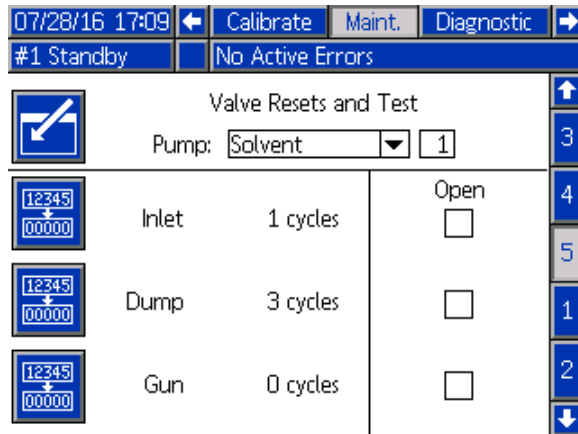 07/28/16 17:09 Calibrate Maint. Diagnostic
#1 Standby No Active Errors
Valve Resets and Test
Pump: Solvent 1
Open
12345
00000
Inlet 1 cycles
12345
00000
Dump 3 cycles
12345
00000
Gun 0 cycles
3
4
5
1
2